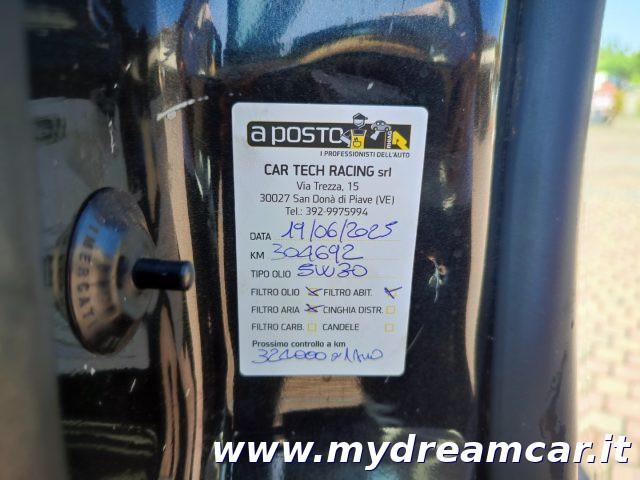 a posto
I PROFESSIONISTI DELL'AUTO
CAR TECH RACING srl
Via Trezza, 15
30027 San Donà di Piave (VE)
Tel.: 392-9975994
DATA 19/06/2025
KM 304692
TIPO OLIO 5W30
FILTRO OLIO FILTRO ABIT.
FILTRO ARIA CINGHIA DISTR.
FILTRO CARB. CANDELE
Prossimo controllo a km
324000 o 1 Anno
www.mydreamcar.it